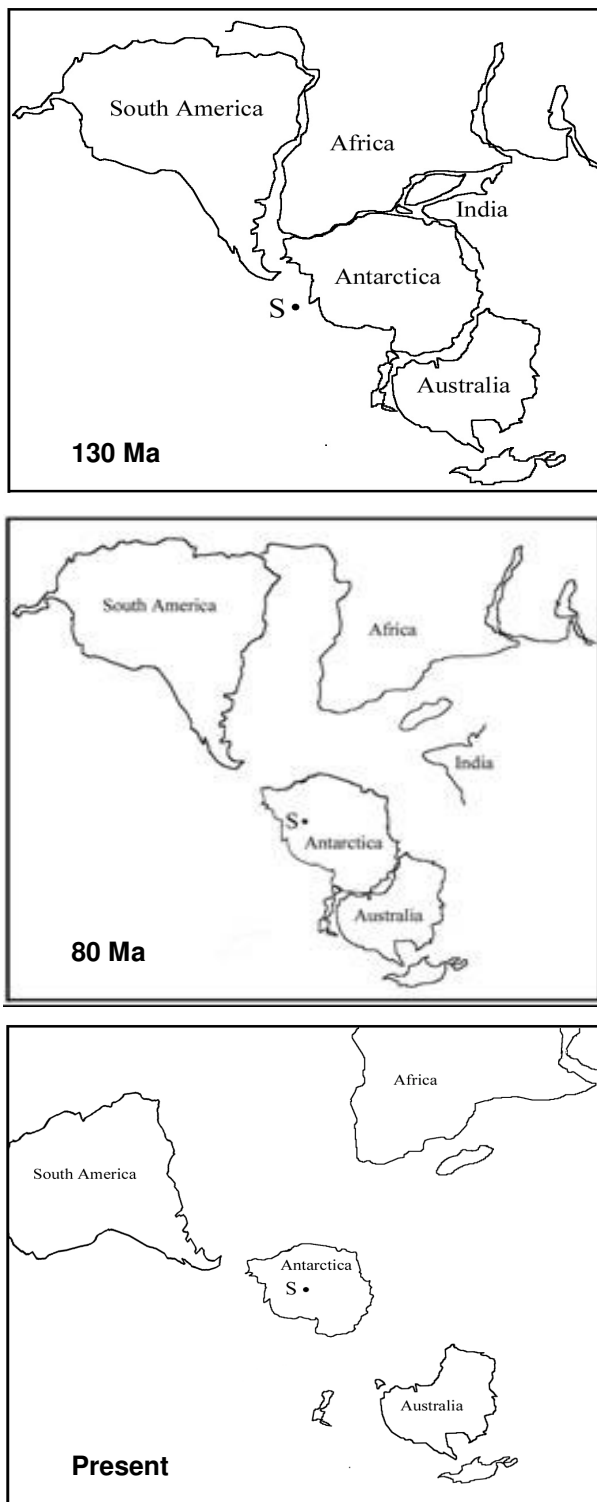 South America
Africa
India
Antarctica
S
Australia
130 Ma
South America
Africa
India
S
Antarctica
Australia
80 Ma
Africa
South America
Antarctica
S
Australia
Present